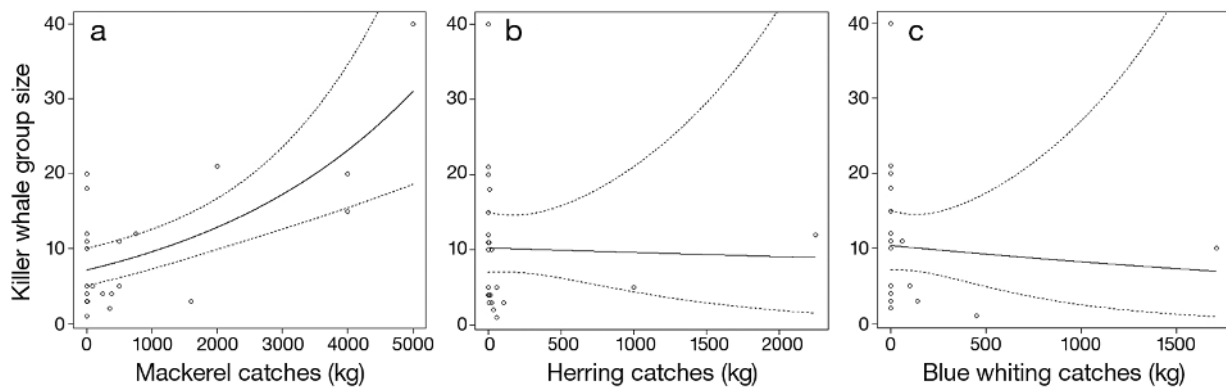 a
b
c
Killer whale group size
40
30
20
10
0
0 1000 2000 3000 4000 5000
Mackerel catches (kg)
40
30
20
10
0
0 500 1000 1500 2000
Herring catches (kg)
40
30
20
10
0
0 500 1000 1500
Blue whiting catches (kg)